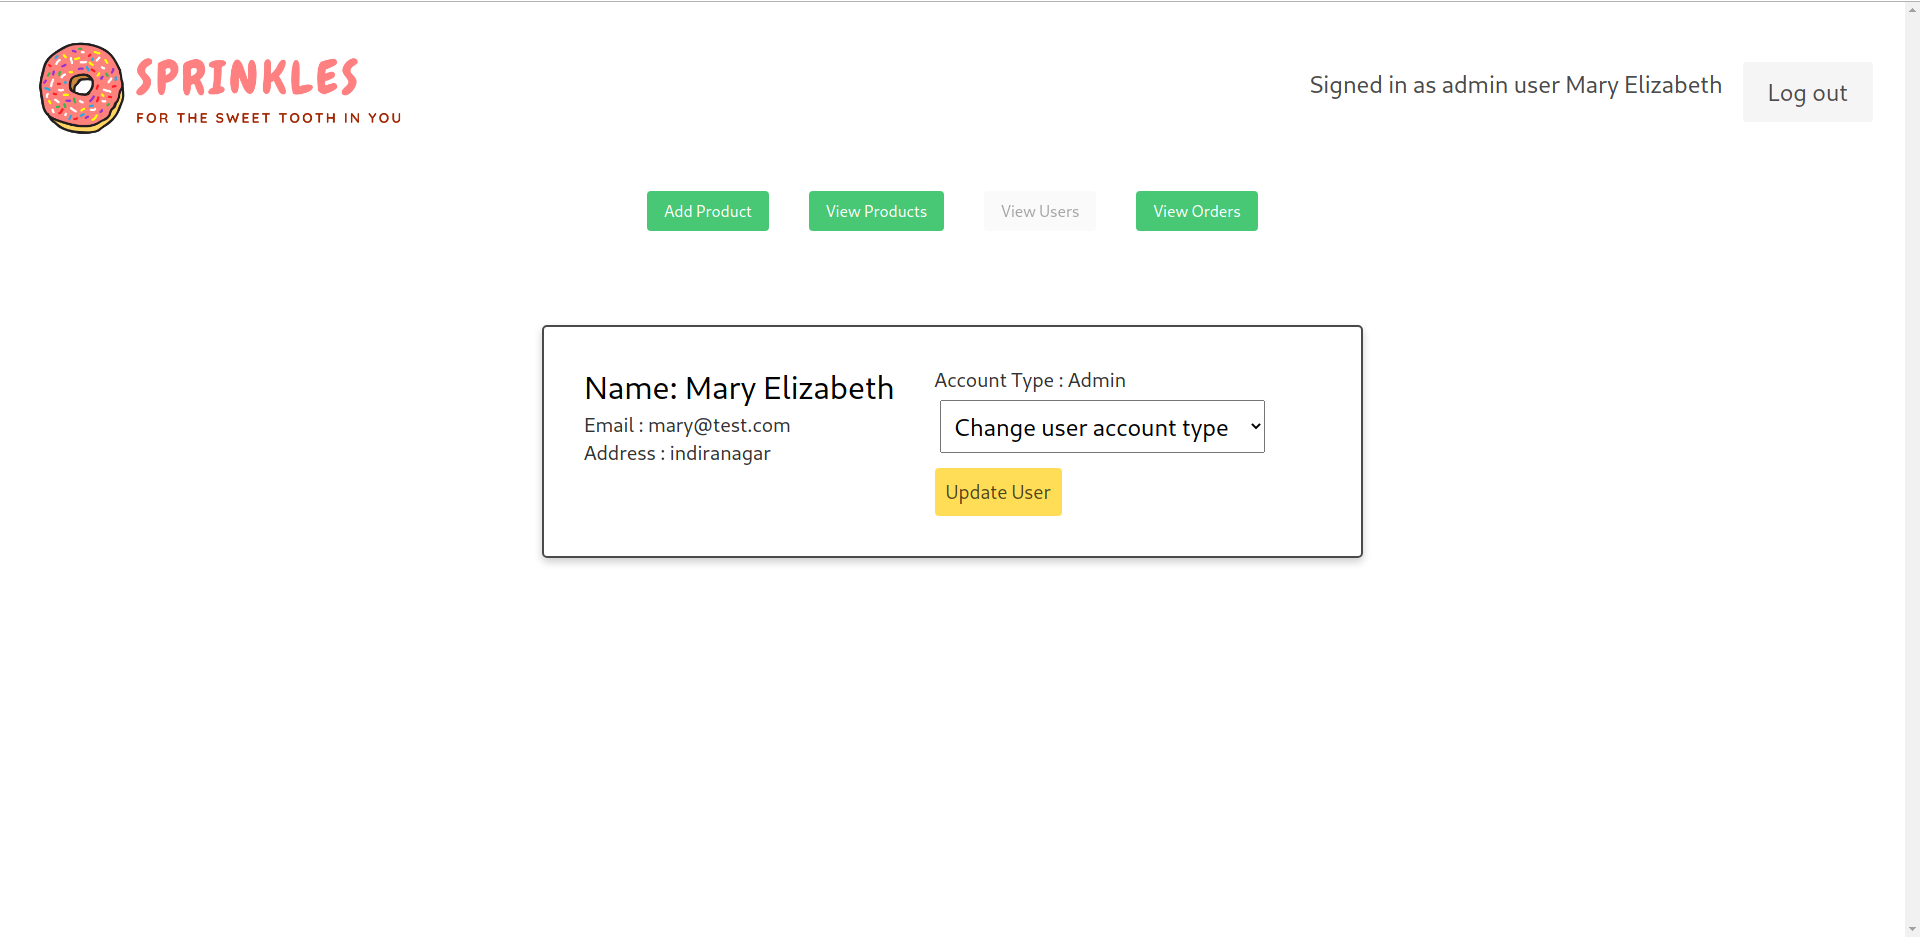 SPRINKLES
FOR THE SWEET TOOTH IN YOU
Signed in as admin user Mary Elizabeth
Log out
Add Product
View Products
View Users
View Orders
Name: Mary Elizabeth
Email : mary@test.com
Address : indiranagar
Account Type : Admin
Change user account type
Update User